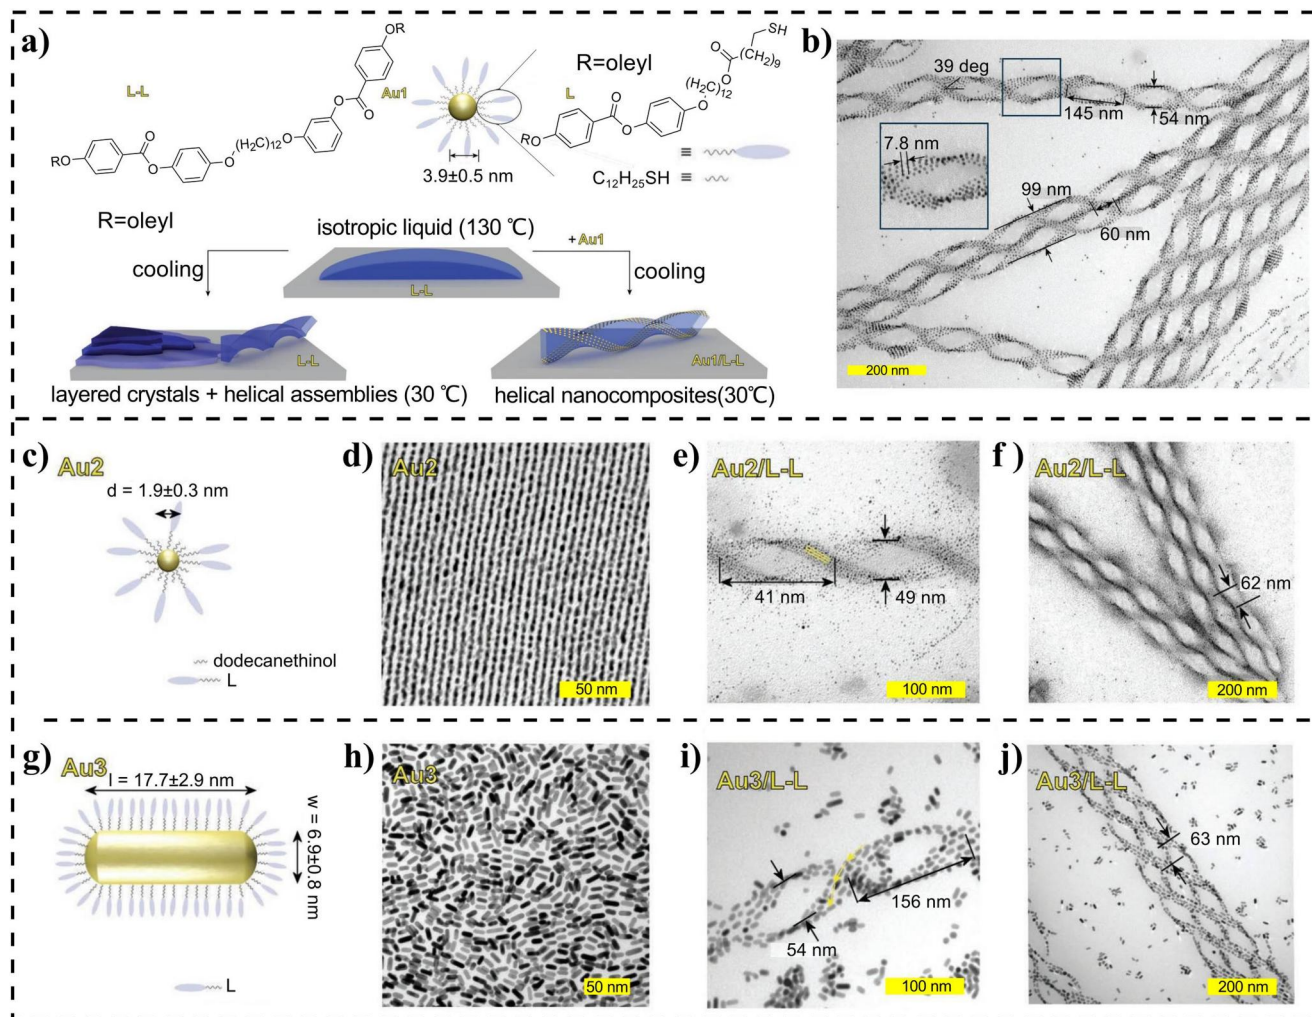 a)
OR
SH
R=oleyl
O
(CH₂)₉
L-L
Au1
L
O
O
(H₂C)₁₂
O
O
(H₂C)₁₂
O
O
RO
O
O
RO
O
O
3.9±0.5 nm
≡
C₁₂H₂₅SH ≡
R=oleyl
isotropic liquid (130 ℃)
+Au1
cooling
cooling
L-L
L-L
Au1/L-L
layered crystals + helical assemblies (30 ℃)
helical nanocomposites(30℃)
b)
39 deg
145 nm
54 nm
7.8 nm
99 nm
60 nm
200 nm
c)
Au2
d = 1.9±0.3 nm
dodecanethinol
L
d)
Au2
50 nm
e)
Au2/L-L
41 nm
49 nm
100 nm
f )
Au2/L-L
62 nm
200 nm
g)
Au3
l = 17.7±2.9 nm
w = 6.9±0.8 nm
L
h)
Au3
50 nm
i)
Au3/L-L
156 nm
54 nm
100 nm
j)
Au3/L-L
63 nm
200 nm